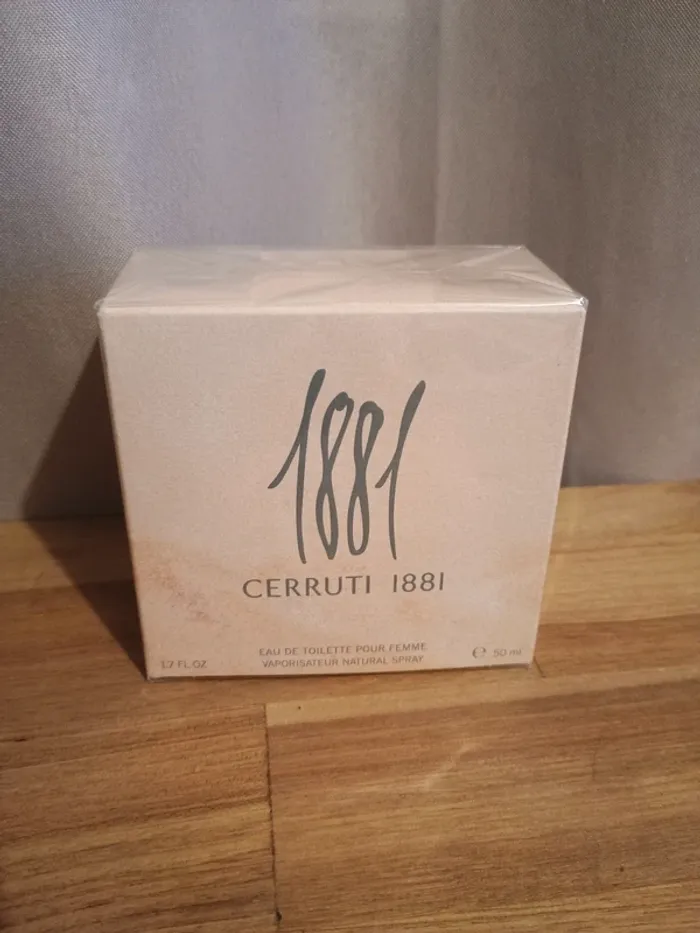 1881
CERRUTI 1881
EAU DE TOILETTE POUR FEMME
VAPORISATEUR NATURAL SPRAY
1.7 FL.OZ
℮ 50 ml